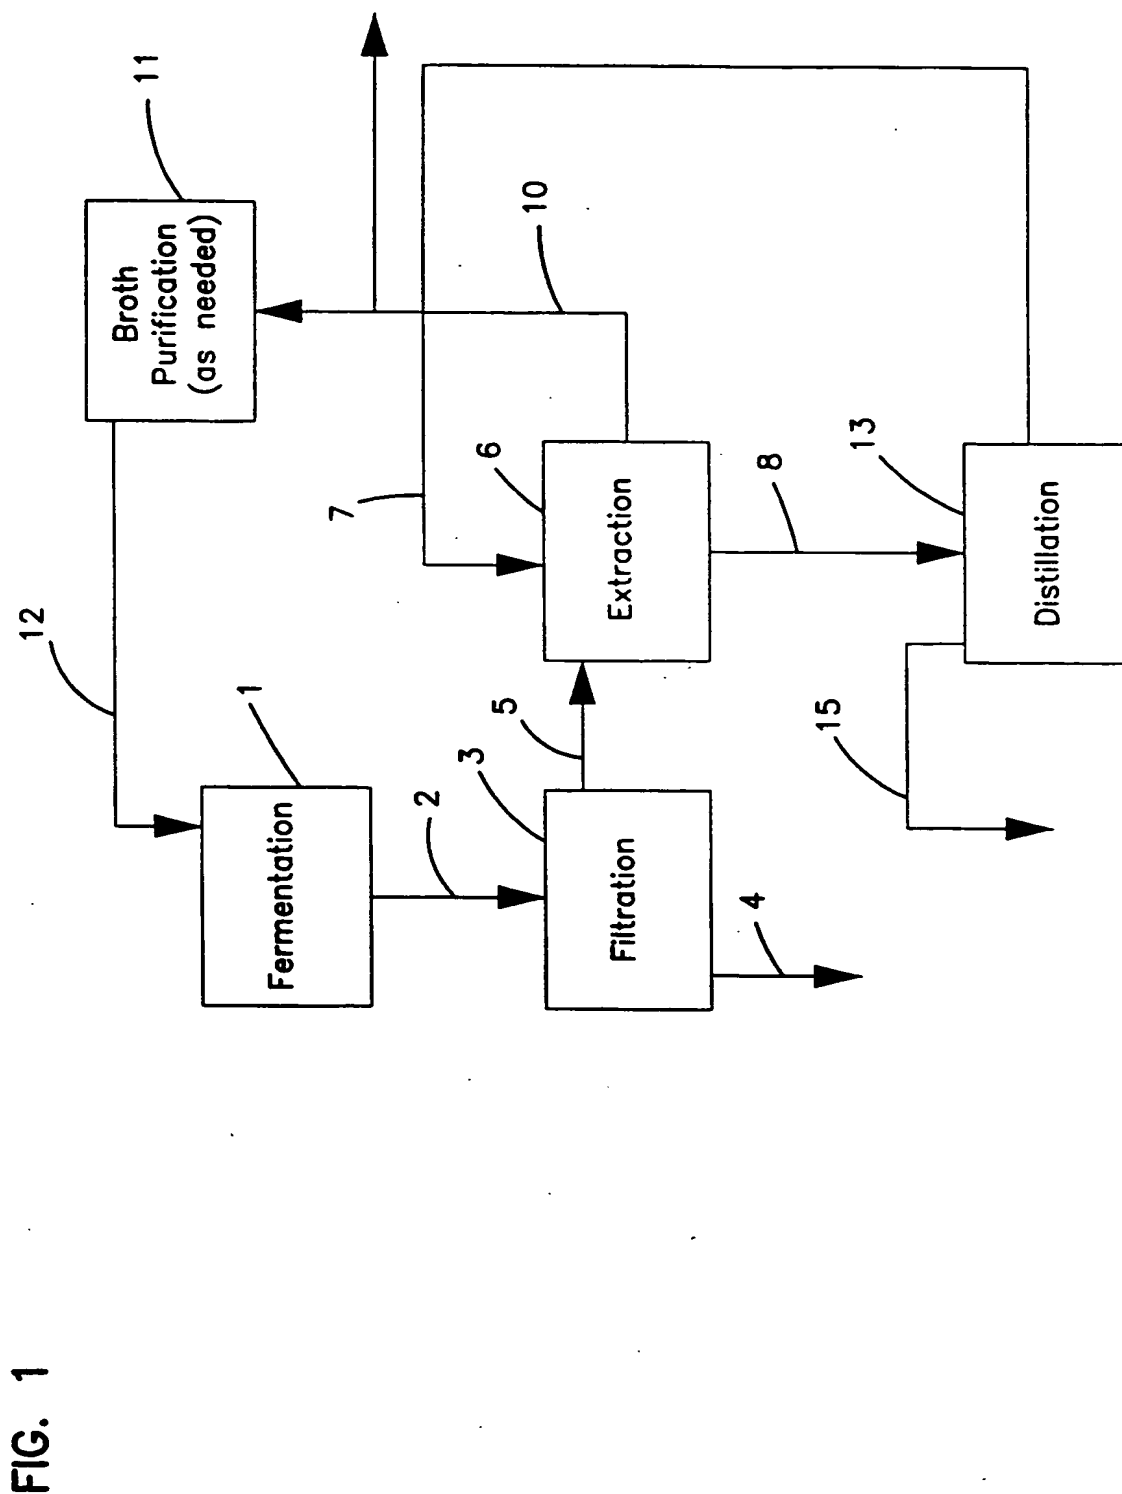 FIG. 1
12
11
Broth
Purification
(as needed)
1
Fermentation
7
10
2
3
5
6
Filtration
Extraction
4
8
15
13
Distillation